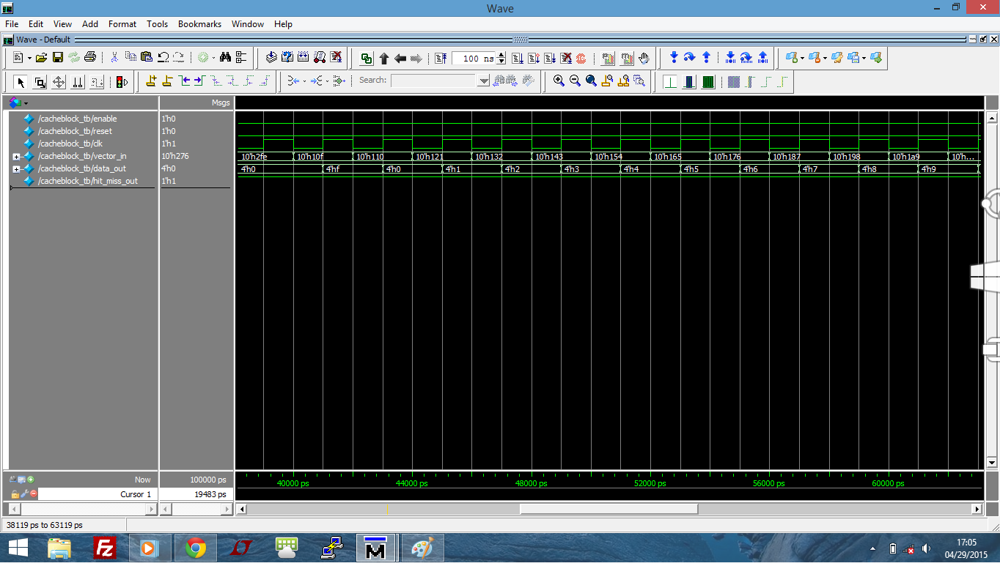 Wave
File Edit View Add Format Tools Bookmarks Window Help
Wave - Default
100 ns
Search:
Msgs
/cacheblock_tb/enable 1'h0
/cacheblock_tb/reset 1'h0
/cacheblock_tb/clk 1'h1
/cacheblock_tb/vector_in 10'h276 10'h2fe 10'h10f 10'h110 10'h121 10'h132 10'h143 10'h154 10'h165 10'h176 10'h187 10'h198 10'h1a9 10'h...
/cacheblock_tb/data_out 4'h0 4'h0 4'hf 4'h0 4'h1 4'h2 4'h3 4'h4 4'h5 4'h6 4'h7 4'h8 4'h9
/cacheblock_tb/hit_miss_out 1'h1
Now 100000 ps 40000 ps 44000 ps 48000 ps 52000 ps 56000 ps 60000 ps
Cursor 1 19483 ps
38119 ps to 63119 ps
Fz
M
17:05
04/29/2015